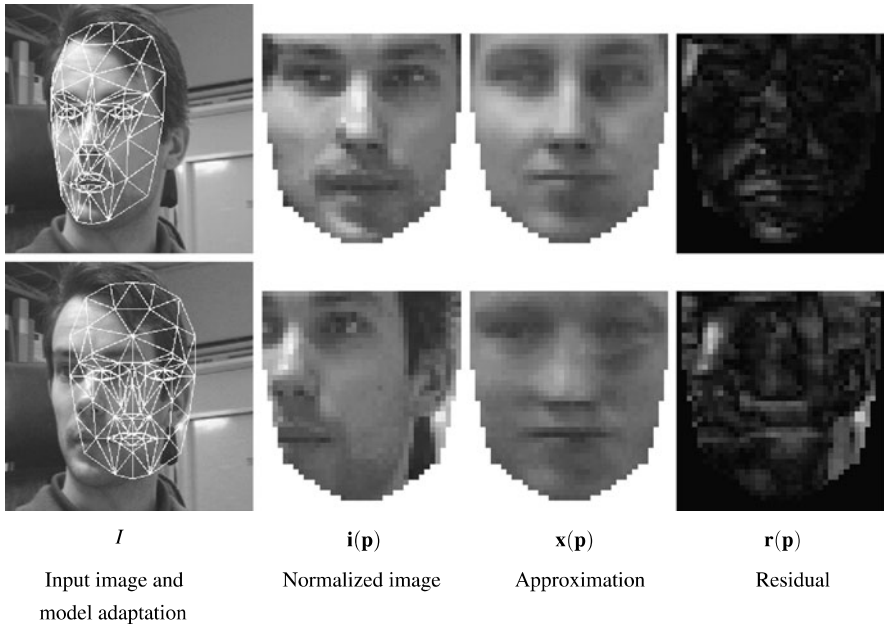 I i(p) x(p) r(p)
Input image and Normalized image Approximation Residual
model adaptation